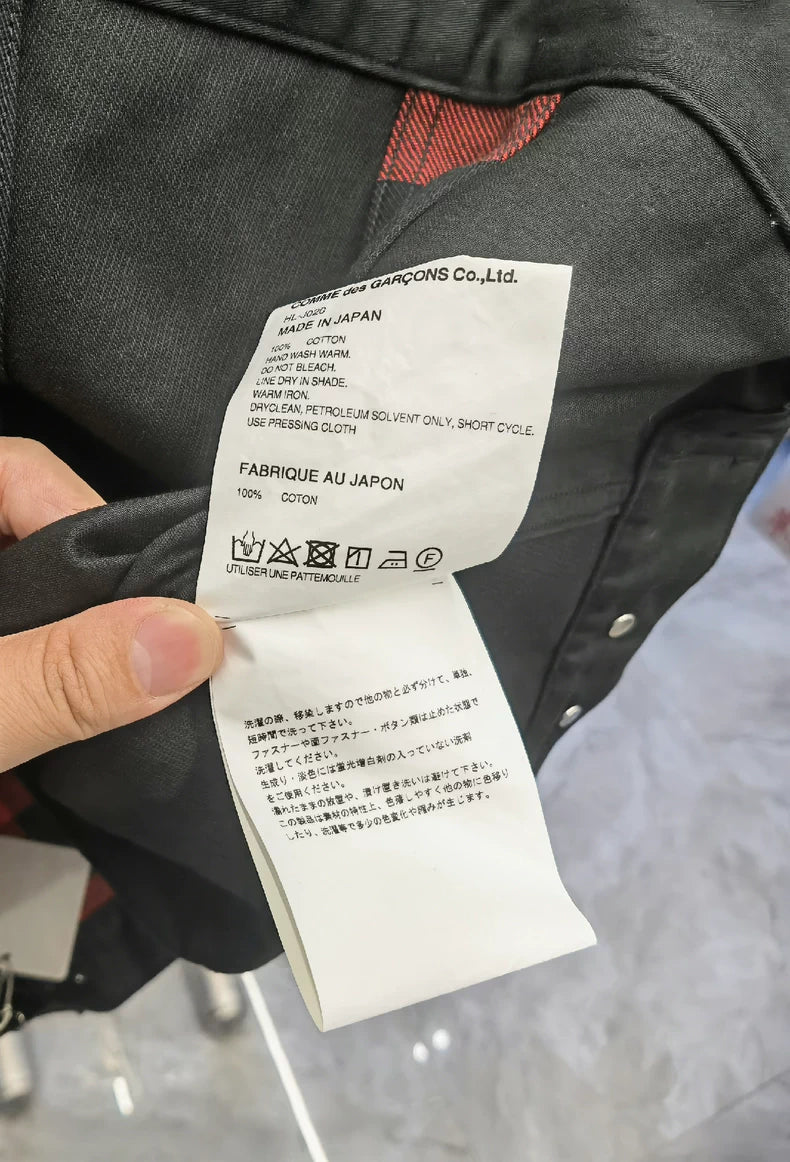 COMME des GARÇONS Co.,Ltd.
HL-J020
MADE IN JAPAN
100% COTTON
HAND WASH WARM.
DO NOT BLEACH.
LINE DRY IN SHADE.
WARM IRON.
DRYCLEAN, PETROLEUM SOLVENT ONLY, SHORT CYCLE.
USE PRESSING CLOTH
FABRIQUE AU JAPON
100% COTON
F
UTILISER UNE PATTEMOUILLE
洗濯の際、移染しますので他の物と必ず分けて、単独、
短時間で洗って下さい。
ファスナーや面ファスナー・ボタン類は止めた状態で
洗濯してください。
生成り・淡色には蛍光増白剤の入っていない洗剤
をご使用ください。
濡れたままの放置や、漬け置き洗いは避けて下さい。
この製品は素材の特性上、色落しやすく他の物に色移り
したり、洗濯等で多少の色変化や縮みが生じます。